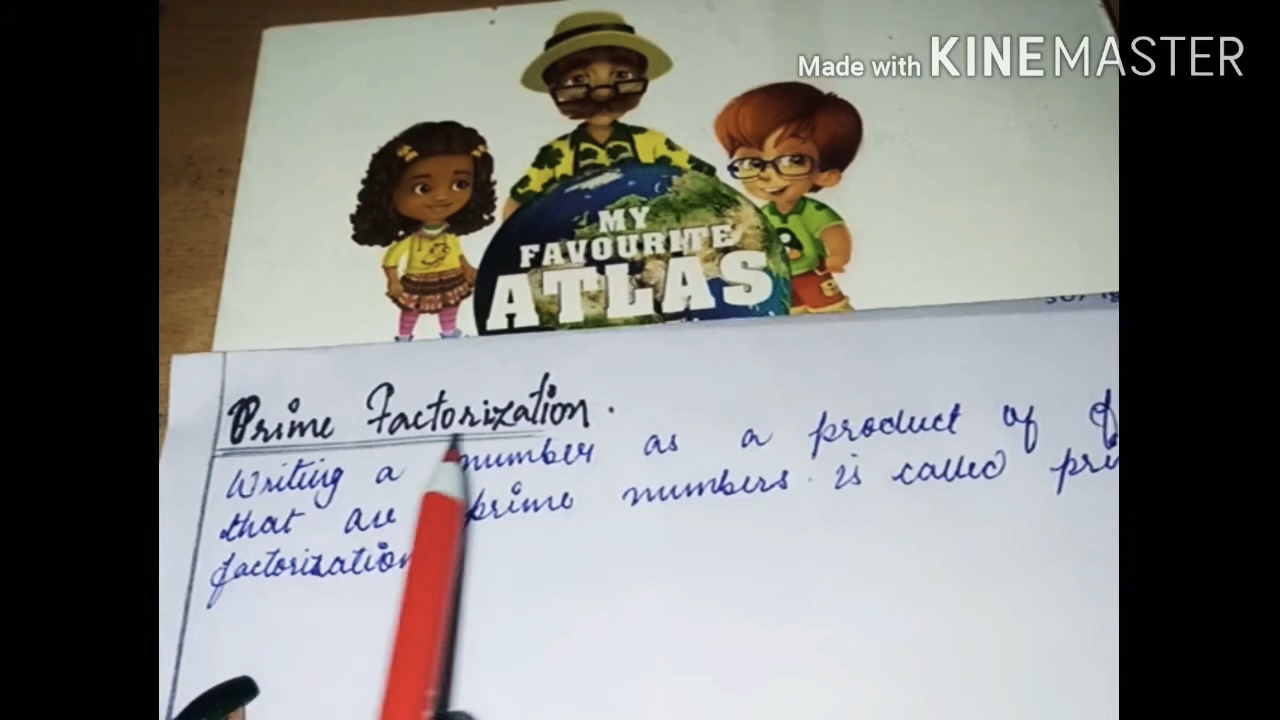 Made with KINEMASTER
MY
FAVOURITE
ATLAS
Prime Factorization.
Writing a number as a product of
that are prime numbers is called
factorization